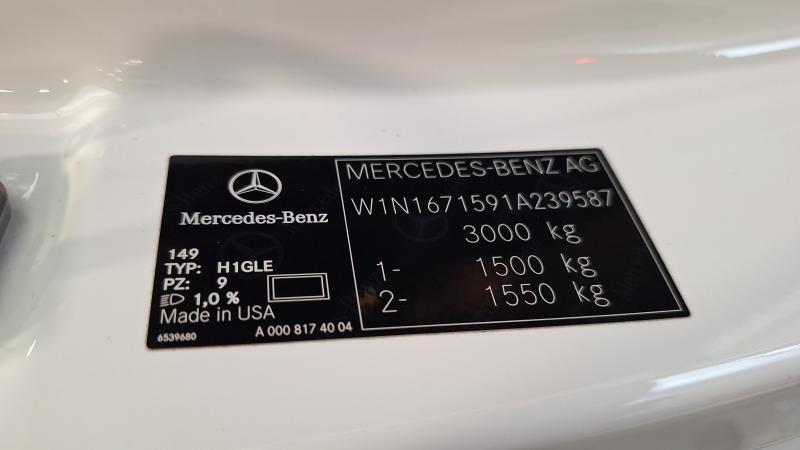 Mercedes-Benz
149
TYP: H1GLE
PZ: 9
1,0 %
Made in USA
6539680
A 000 817 40 04
MERCEDES-BENZ AG
W1N1671591A239587
3000 kg
1- 1500 kg
2- 1550 kg